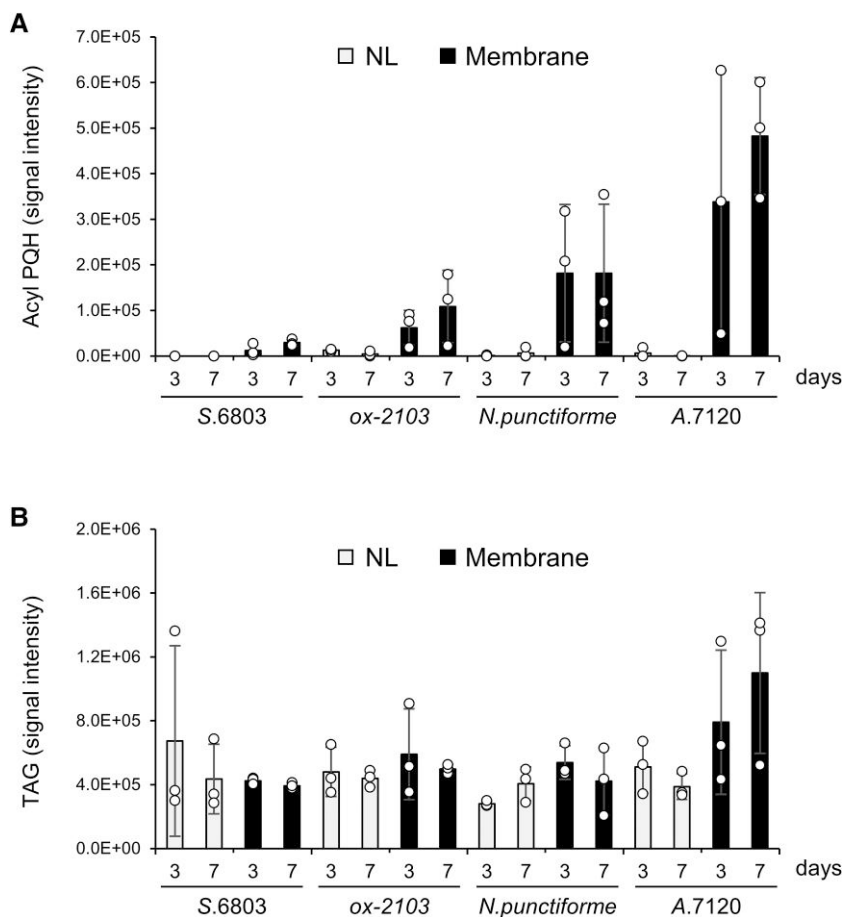 A
Acyl PQH (signal intensity)
7.0E+05
6.0E+05
5.0E+05
4.0E+05
3.0E+05
2.0E+05
1.0E+05
0.0E+00
NL Membrane
3 7 3 7 3 7 3 7 3 7 3 7 3 7 3 7 days
S.6803 ox-2103 N.punctiforme A.7120
B
TAG (signal intensity)
2.0E+06
1.6E+06
1.2E+06
8.0E+05
4.0E+05
0.0E+00
NL Membrane
3 7 3 7 3 7 3 7 3 7 3 7 3 7 3 7 days
S.6803 ox-2103 N.punctiforme A.7120